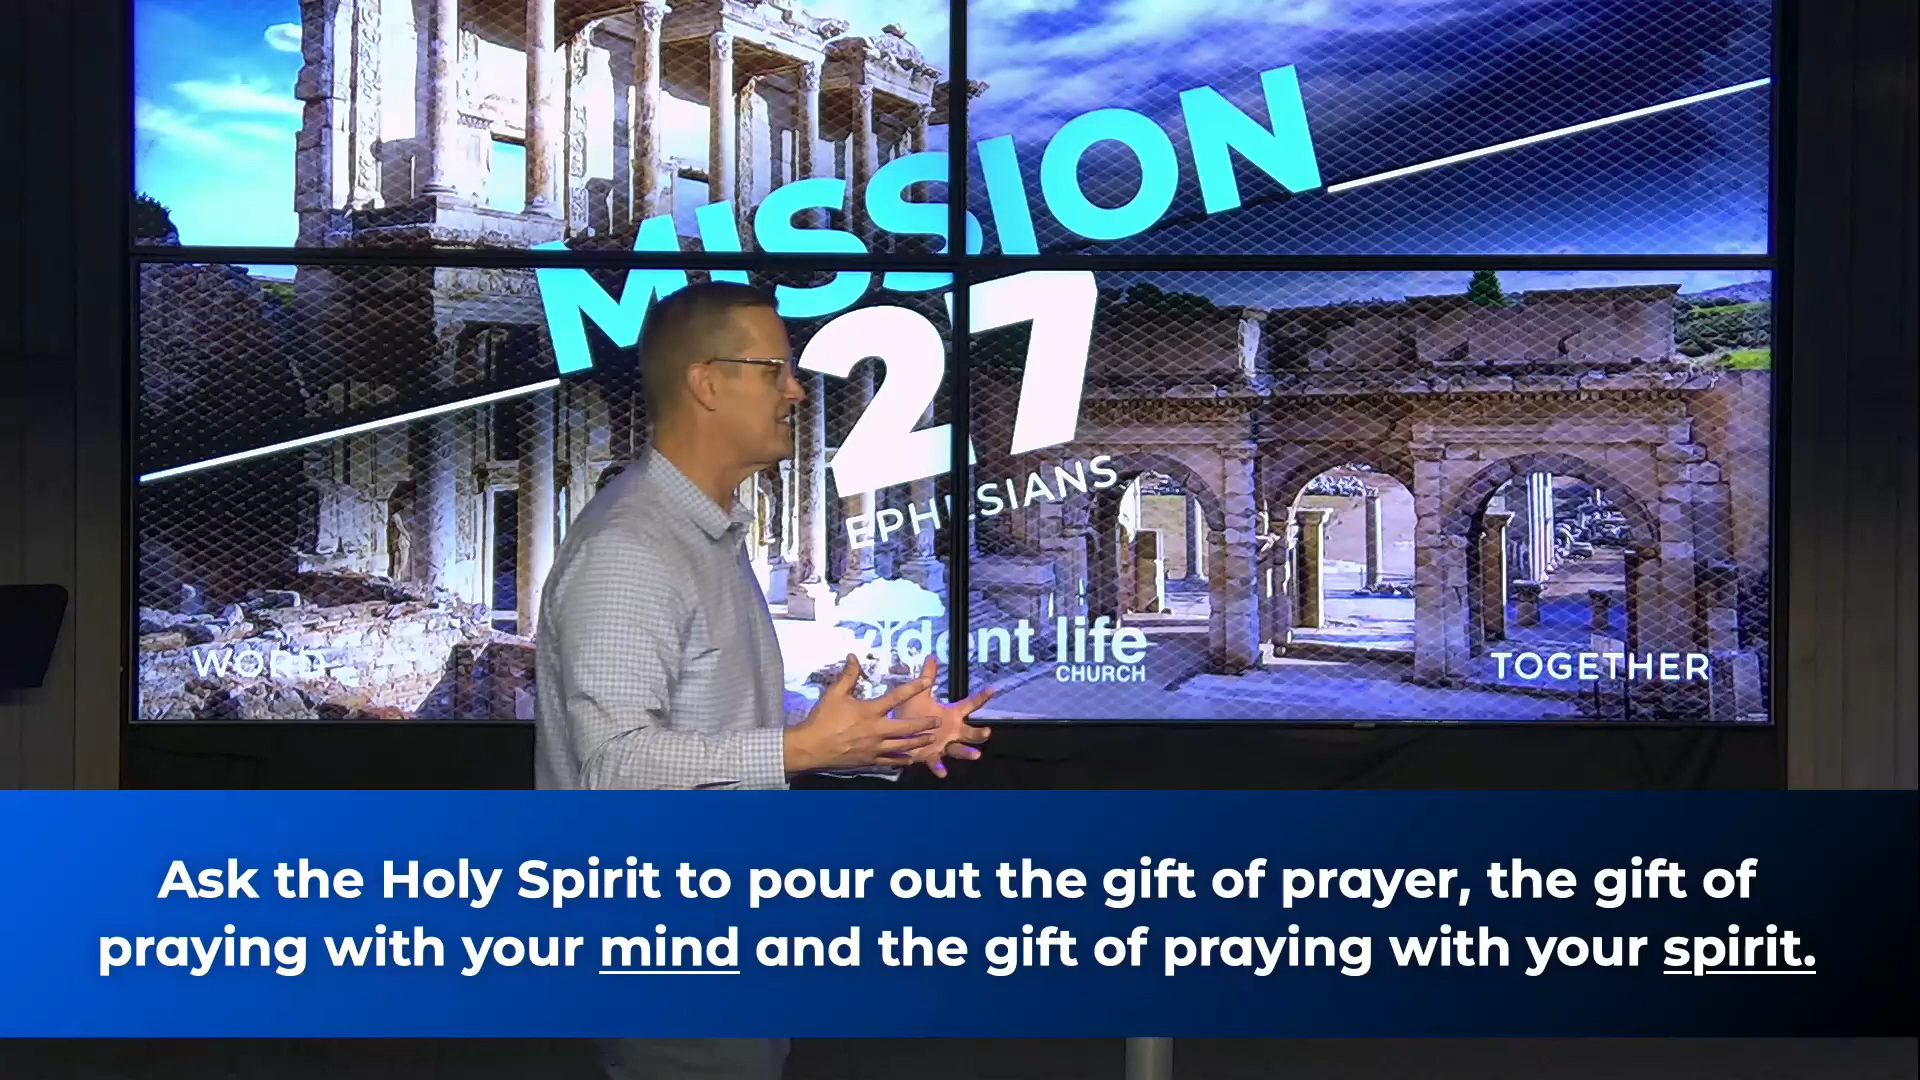 MISSION
27
EPHESIANS
vident life
CHURCH
WORD
TOGETHER
Ask the Holy Spirit to pour out the gift of prayer, the gift of
praying with your mind and the gift of praying with your spirit.